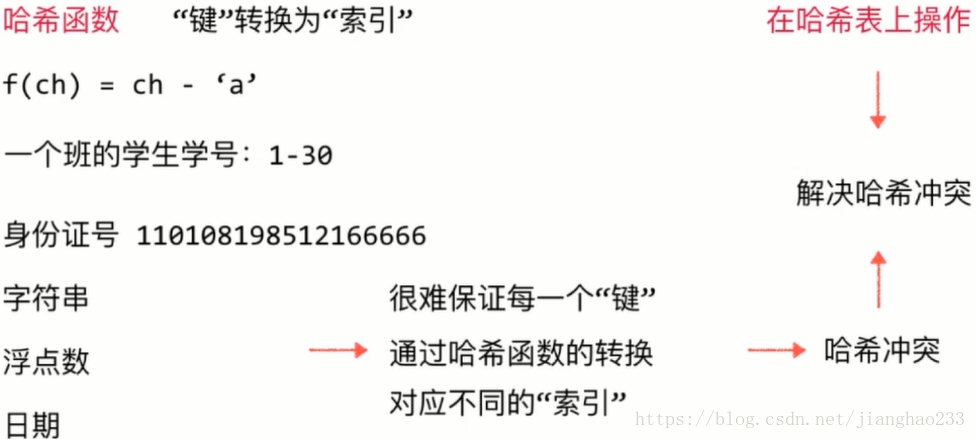 哈希函数 “键”转换为“索引” 在哈希表上操作
f(ch) = ch - ‘a’
一个班的学生学号：1-30
解决哈希冲突
身份证号 110108198512166666
字符串 很难保证每一个“键”
浮点数 通过哈希函数的转换 哈希冲突
对应不同的“索引”
日期
https://blog.csdn.net/jianghao233